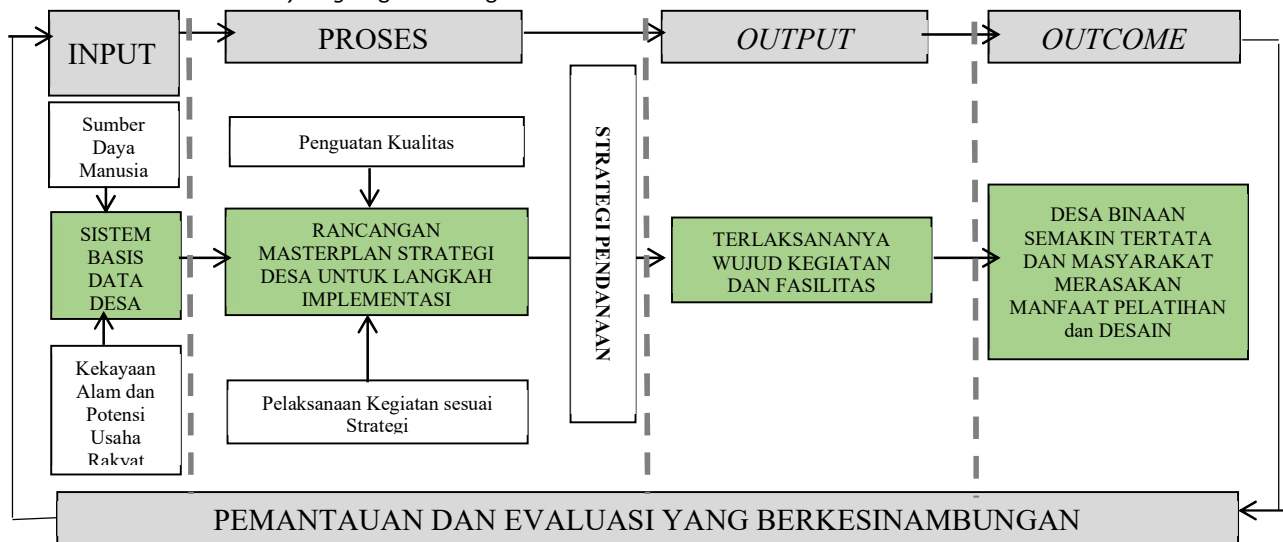 INPUT
PROSES
OUTPUT
OUTCOME
Sumber
Daya
Manusia
SISTEM
BASIS
DATA
DESA
Kekayaan
Alam dan
Potensi
Usaha
Rakyat
Penguatan Kualitas
RANCANGAN
MASTERPLAN STRATEGI
DESA UNTUK LANGKAH
IMPLEMENTASI
Pelaksanaan Kegiatan sesuai
Strategi
STRATEGI PENDANAAN
TERLAKSANANYA
WUJUD KEGIATAN
DAN FASILITAS
DESA BINAAN
SEMAKIN TERTATA
DAN MASYARAKAT
MERASAKAN
MANFAAT PELATIHAN
dan DESAIN
PEMANTAUAN DAN EVALUASI YANG BERKESINAMBUNGAN